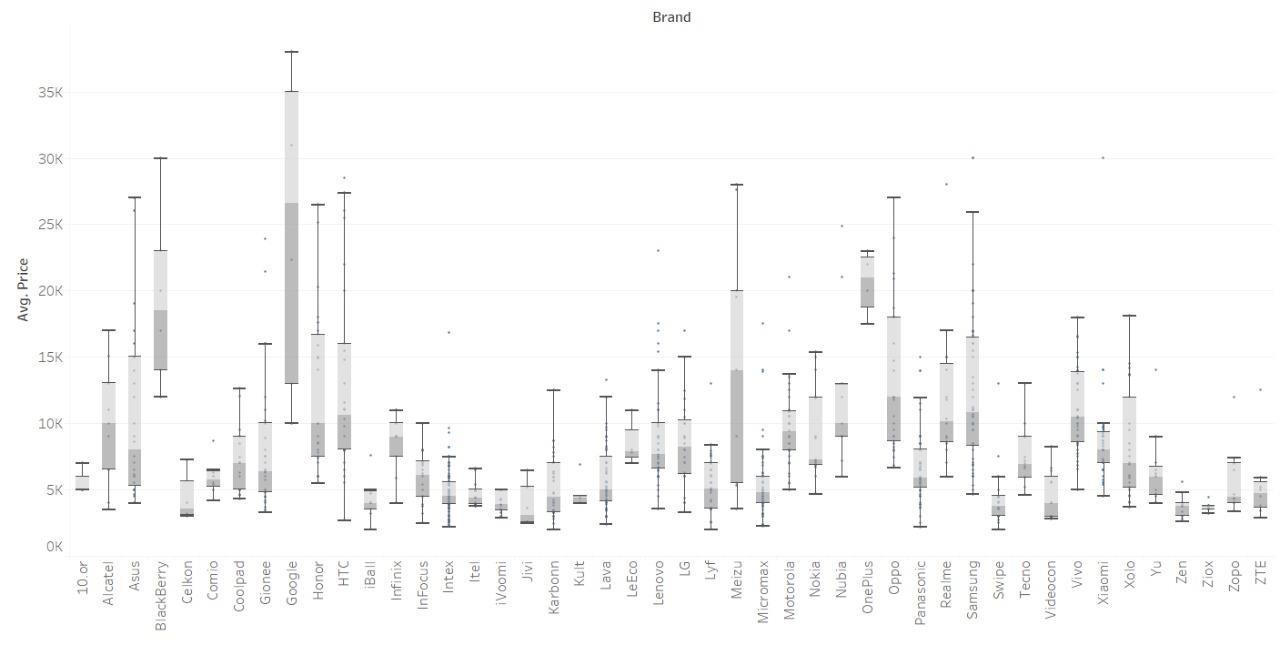 Brand
Avg. Price
35K
30K
25K
20K
15K
10K
5K
0K
10.or
Alcatel
Asus
BlackBerry
Celkon
Comio
Coolpad
Gionee
Google
Honor
HTC
iBall
Infinix
InFocus
Intex
Itel
iVoomi
Jivi
Karbonn
Kult
Lava
LeEco
Lenovo
LG
Lyf
Meizu
Micromax
Motorola
Nokia
Nubia
OnePlus
Oppo
Panasonic
Realme
Samsung
Swipe
Tecno
Videocon
Vivo
Xiaomi
Xolo
Yu
Zen
Ziox
Zopo
ZTE